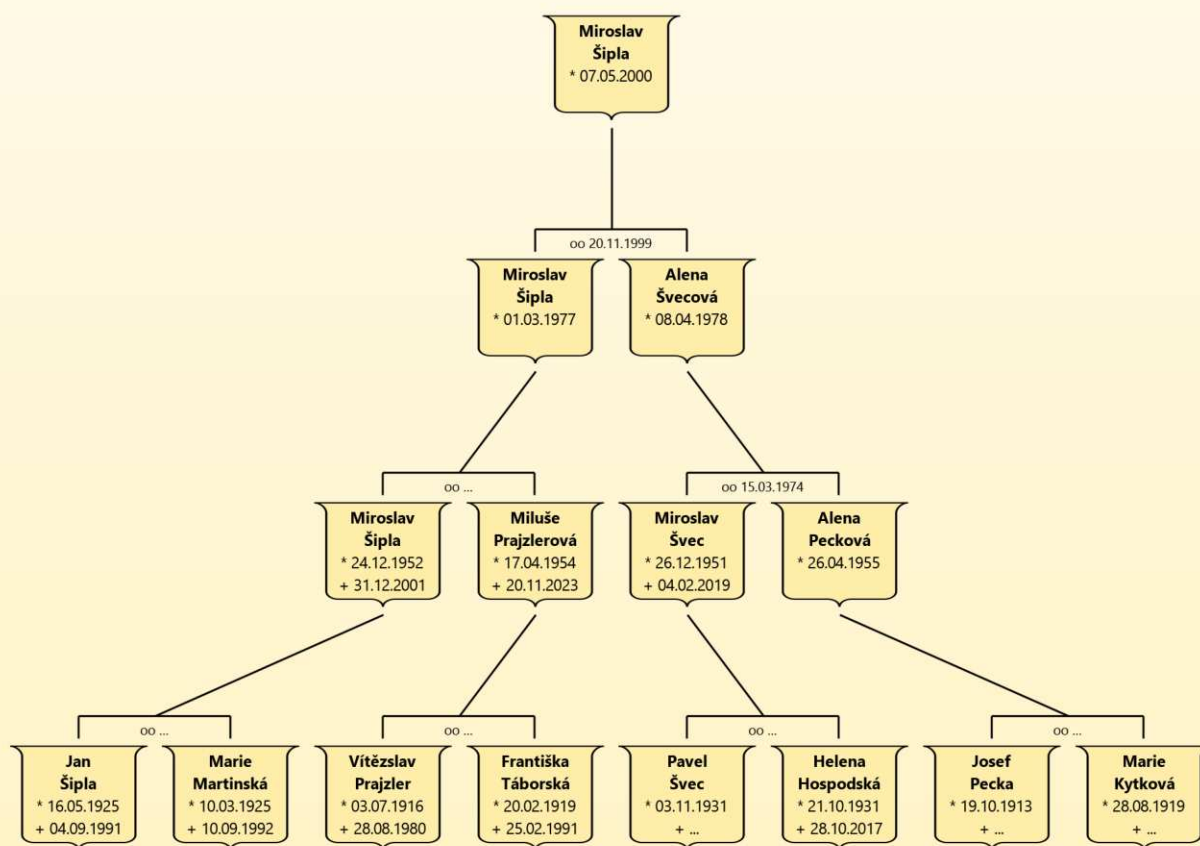 Miroslav
Šipla
* 07.05.2000
oo 20.11.1999
Miroslav
Šipla
* 01.03.1977
Alena
Švecová
* 08.04.1978
oo ...
oo 15.03.1974
Miroslav
Šipla
* 24.12.1952
+ 31.12.2001
Miluše
Prajzlerová
* 17.04.1954
+ 20.11.2023
Miroslav
Švec
* 26.12.1951
+ 04.02.2019
Alena
Pecková
* 26.04.1955
oo ...
oo ...
oo ...
oo ...
Jan
Šipla
* 16.05.1925
+ 04.09.1991
Marie
Martinská
* 10.03.1925
+ 10.09.1992
Vítězslav
Prajzler
* 03.07.1916
+ 28.08.1980
Františka
Táborská
* 20.02.1919
+ 25.02.1991
Pavel
Švec
* 03.11.1931
+ ...
Helena
Hospodská
* 21.10.1931
+ 28.10.2017
Josef
Pecka
* 19.10.1913
+ ...
Marie
Kytková
* 28.08.1919
+ ...